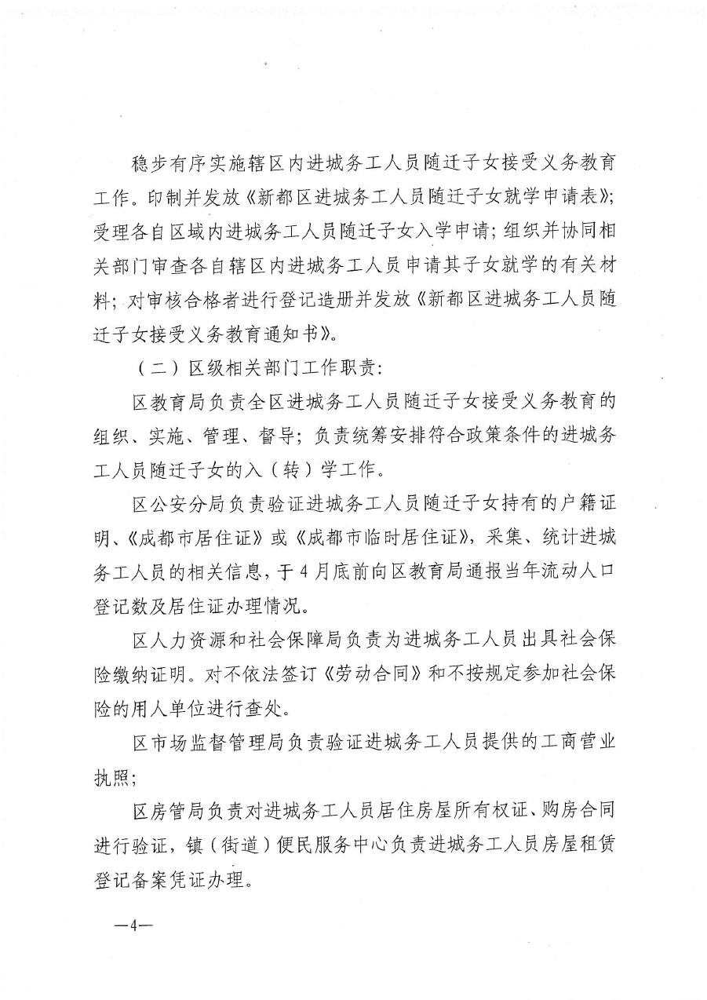 稳步有序实施辖区内进城务工人员随迁子女接受义务教育
工作。印制并发放《新都区进城务工人员随迁子女就学申请表》；
受理各自区域内进城务工人员随迁子女入学申请；组织并协同相
关部门审查各自辖区内进城务工人员申请其子女就学的有关材
料；对审核合格者进行登记造册并发放《新都区进城务工人员随
迁子女接受义务教育通知书》。
（二）区级相关部门工作职责：
区教育局负责全区进城务工人员随迁子女接受义务教育的
组织、实施、管理、督导；负责统筹安排符合政策条件的进城务
工人员随迁子女的入（转）学工作。
区公安分局负责验证进城务工人员随迁子女持有的户籍证
明、《成都市居住证》或《成都市临时居住证》，采集、统计进城
务工人员的相关信息，于 4 月底前向区教育局通报当年流动人口
登记数及居住证办理情况。
区人力资源和社会保障局负责为进城务工人员出具社会保
险缴纳证明。对不依法签订《劳动合同》和不按规定参加社会保
险的用人单位进行查处。
区市场监督管理局负责验证进城务工人员提供的工商营业
执照；
区房管局负责对进城务工人员居住房屋所有权证、购房合同
进行验证，镇（街道）便民服务中心负责进城务工人员房屋租赁
登记备案凭证办理。
—4—